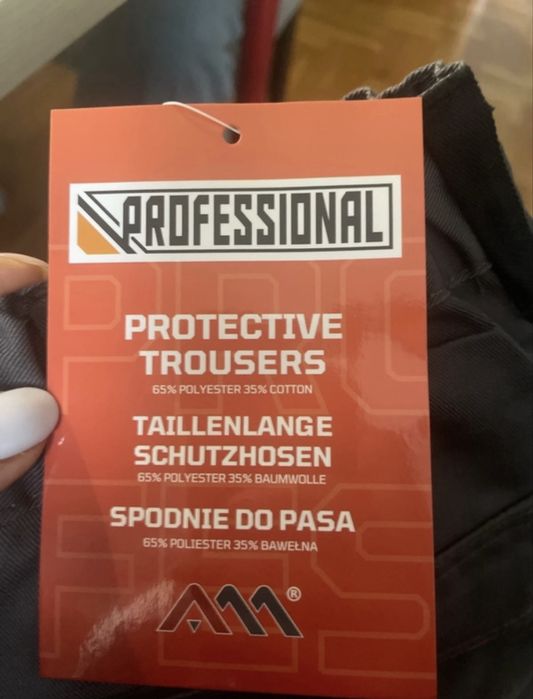 PROFESSIONAL
PROTECTIVE
TROUSERS
65% POLYESTER 35% COTTON
TAILLENLANGE
SCHUTZHOSEN
65% POLYESTER 35% BAUMWOLLE
SPODNIE DO PASA
65% POLIESTER 35% BAWEŁNA
AM®